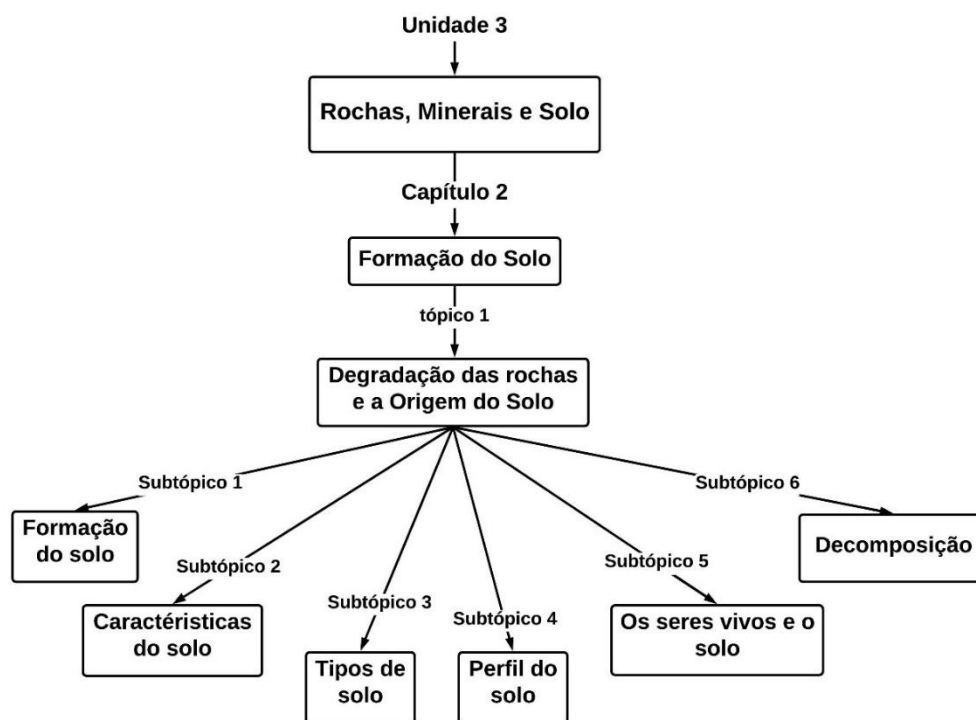 Unidade 3
Rochas, Minerais e Solo
Capítulo 2
Formação do Solo
tópico 1
Degradação das rochas
e a Origem do Solo
Subtópico 1
Formação
do solo
Subtópico 2
Caractéristicas
do solo
Subtópico 3
Tipos de
solo
Subtópico 4
Perfil do
solo
Subtópico 5
Os seres vivos e o
solo
Subtópico 6
Decomposição